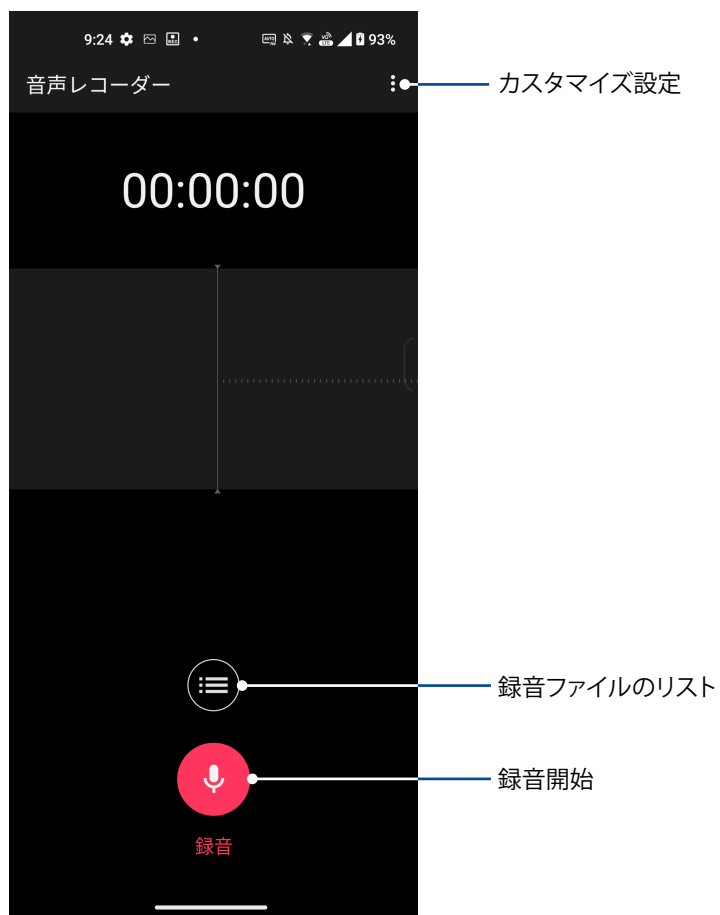 9:24 93%
音声レコーダー
カスタマイズ設定
00:00:00
録音ファイルのリスト
録音開始
録音